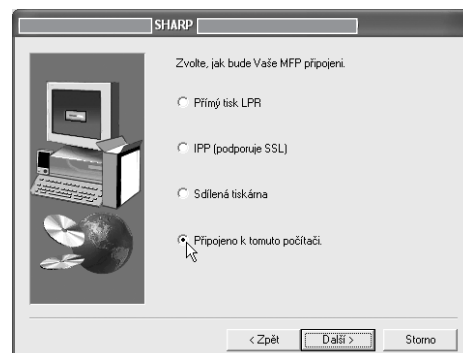 SHARP
Zvolte, jak bude Vaše MFP připojeni.
Přímý tisk LPR
IPP (podporuje SSL)
Sdílená tiskárna
Připojeno k tomuto počítači.
< Zpět
Další >
Storno